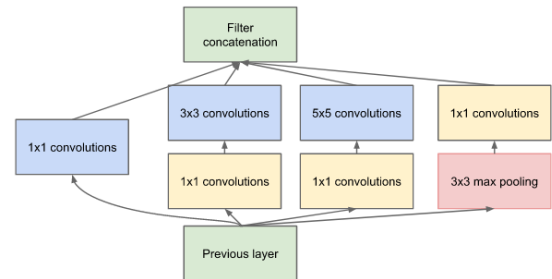 Filter
concatenation
3x3 convolutions
5x5 convolutions
1x1 convolutions
1x1 convolutions
1x1 convolutions
1x1 convolutions
3x3 max pooling
Previous layer